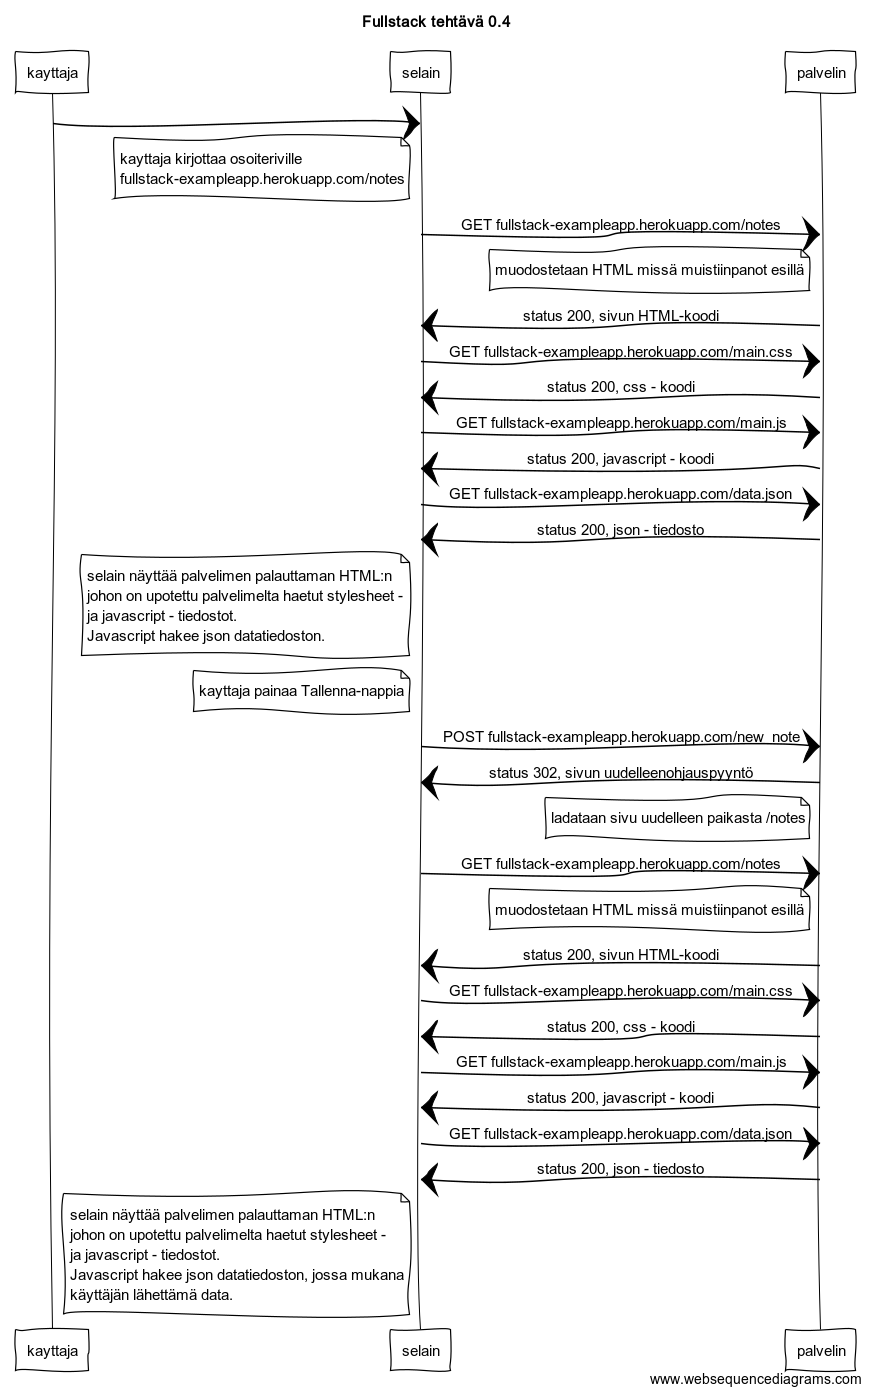 Fullstack tehtävä 0.4
kayttaja
selain
palvelin
kayttaja kirjottaa osoiteriville
fullstack-exampleapp.herokuapp.com/notes
GET fullstack-exampleapp.herokuapp.com/notes
muodostetaan HTML missä muistiinpanot esillä
status 200, sivun HTML-koodi
GET fullstack-exampleapp.herokuapp.com/main.css
status 200, css - koodi
GET fullstack-exampleapp.herokuapp.com/main.js
status 200, javascript - koodi
GET fullstack-exampleapp.herokuapp.com/data.json
status 200, json - tiedosto
selain näyttää palvelimen palauttaman HTML:n
johon on upotettu palvelimelta haetut stylesheet -
ja javascript - tiedostot.
Javascript hakee json datatiedoston.
kayttaja painaa Tallenna-nappia
POST fullstack-exampleapp.herokuapp.com/new_note
status 302, sivun uudelleenohjauspyyntö
ladataan sivu uudelleen paikasta /notes
GET fullstack-exampleapp.herokuapp.com/notes
muodostetaan HTML missä muistiinpanot esillä
status 200, sivun HTML-koodi
GET fullstack-exampleapp.herokuapp.com/main.css
status 200, css - koodi
GET fullstack-exampleapp.herokuapp.com/main.js
status 200, javascript - koodi
GET fullstack-exampleapp.herokuapp.com/data.json
status 200, json - tiedosto
selain näyttää palvelimen palauttaman HTML:n
johon on upotettu palvelimelta haetut stylesheet -
ja javascript - tiedostot.
Javascript hakee json datatiedoston, jossa mukana
käyttäjän lähettämä data.
kayttaja
selain
palvelin
www.websequencediagrams.com